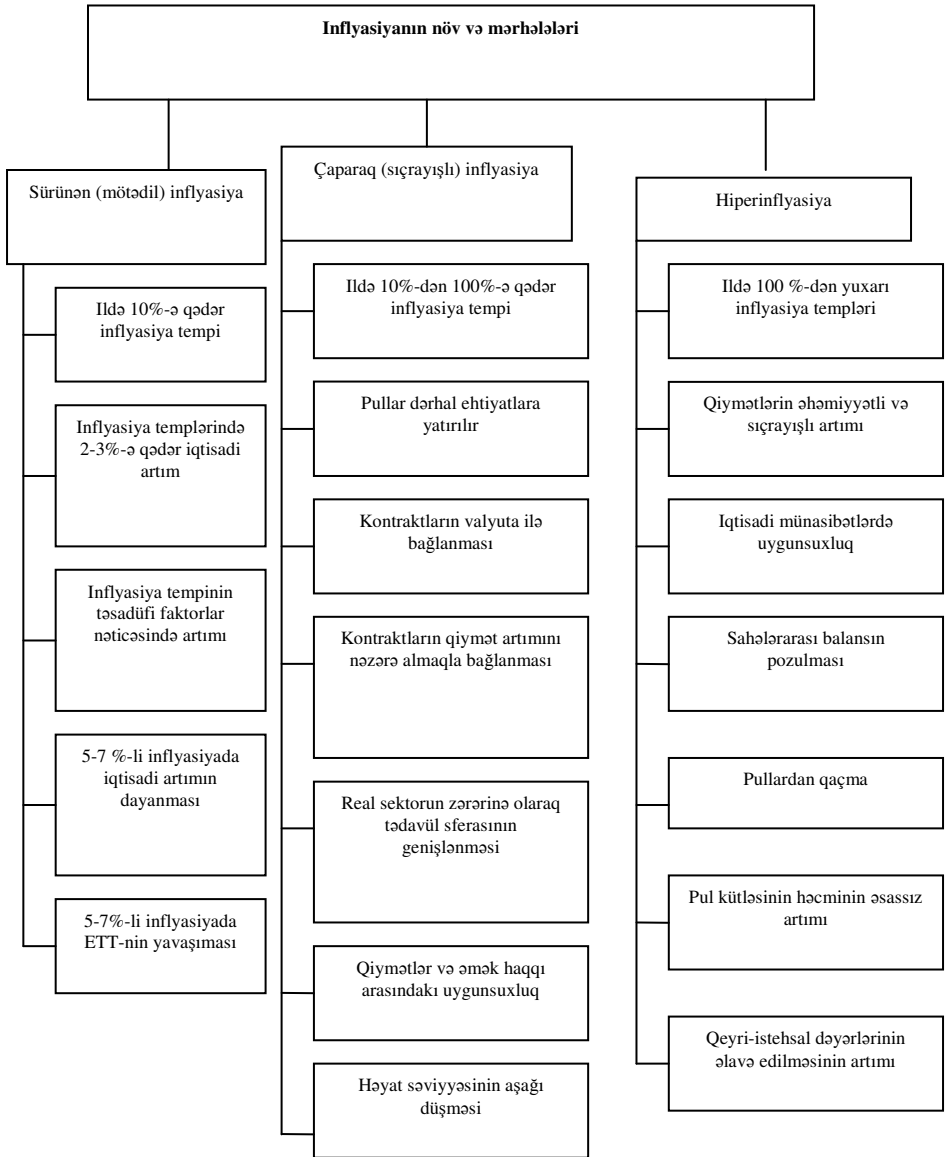 Inflyasiyanın növ və mərhələləri
Sürünən (mötədil) inflyasiya
Ildə 10%-ə qədər
inflyasiya tempi
Inflyasiya templərində
2-3%-ə qədər iqtisadi
artım
Inflyasiya tempinin
təsadüfi faktorlar
nəticəsində artımı
5-7 %-li inflyasiyada
iqtisadi artımın
dayanması
5-7%-li inflyasiyada
ETT-nin yavaşıması
Çaparaq (sıçrayışlı) inflyasiya
Ildə 10%-dən 100%-ə qədər
inflyasiya tempi
Pullar dərhal ehtiyatlara
yatırılır
Kontraktların valyuta ilə
bağlanması
Kontraktların qiymət artımını
nəzərə almaqla bağlanması
Real sektorun zərərinə olaraq
tədavül sferasının
genişlənməsi
Qiymətlər və əmək haqqı
arasındakı uyğunsuxluq
Həyat səviyyəsinin aşağı
düşməsi
Hiperinflyasiya
Ildə 100 %-dən yuxarı
inflyasiya templəri
Qiymətlərin əhəmiyyətli və
sıçrayışlı artımı
Iqtisadi münasibətlərdə
uygunsuxluq
Sahələrarası balansın
pozulması
Pullardan qaçma
Pul kütləsinin həcminin əsassız
artımı
Qeyri-istehsal dəyərlərinin
əlavə edilməsinin artımı